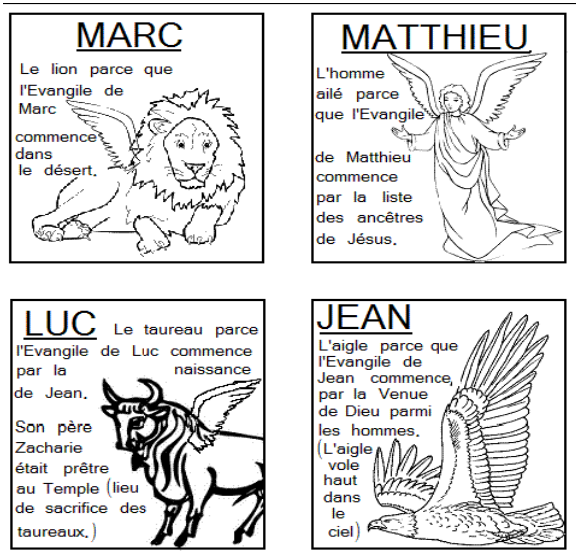 MARC
Le lion parce que
l'Evangile de
Marc
commence
dans
le désert.
MATTHIEU
L'homme
ailé parce
que l'Evangile
de Matthieu
commence
par la liste
des ancêtres
de Jésus.
LUC Le taureau parce
l'Evangile de Luc commence
par la naissance
de Jean.
Son père
Zacharie
était prêtre
au Temple (lieu
de sacrifice des
taureaux.)
JEAN
L'aigle parce que
l'Evangile de
Jean commence,
par la Venue
de Dieu parmi
les hommes.
(L'aigle
vole
haut
dans
le
ciel)